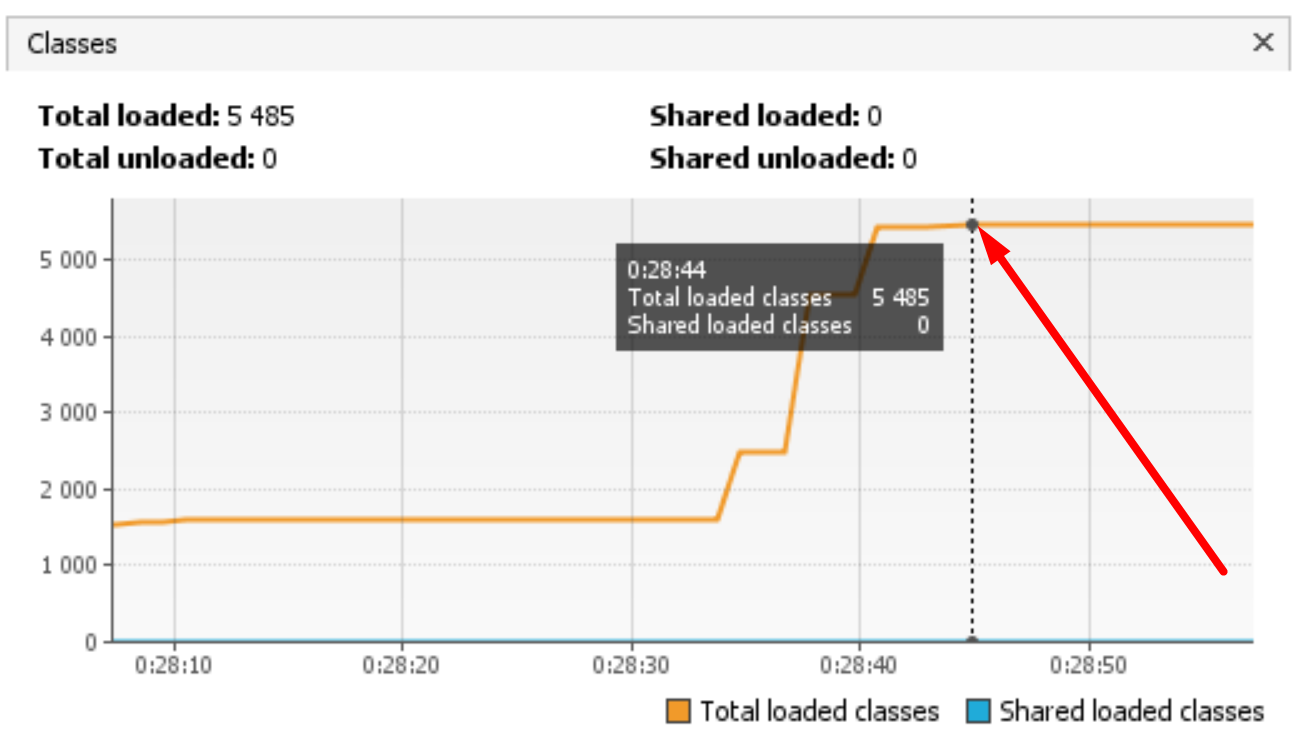 Classes
Total loaded: 5 485
Shared loaded: 0
Total unloaded: 0
Shared unloaded: 0
5 000
4 000
3 000
2 000
1 000
0
0:28:44
Total loaded classes 5 485
Shared loaded classes 0
0:28:10
0:28:20
0:28:30
0:28:40
0:28:50
Total loaded classes
Shared loaded classes